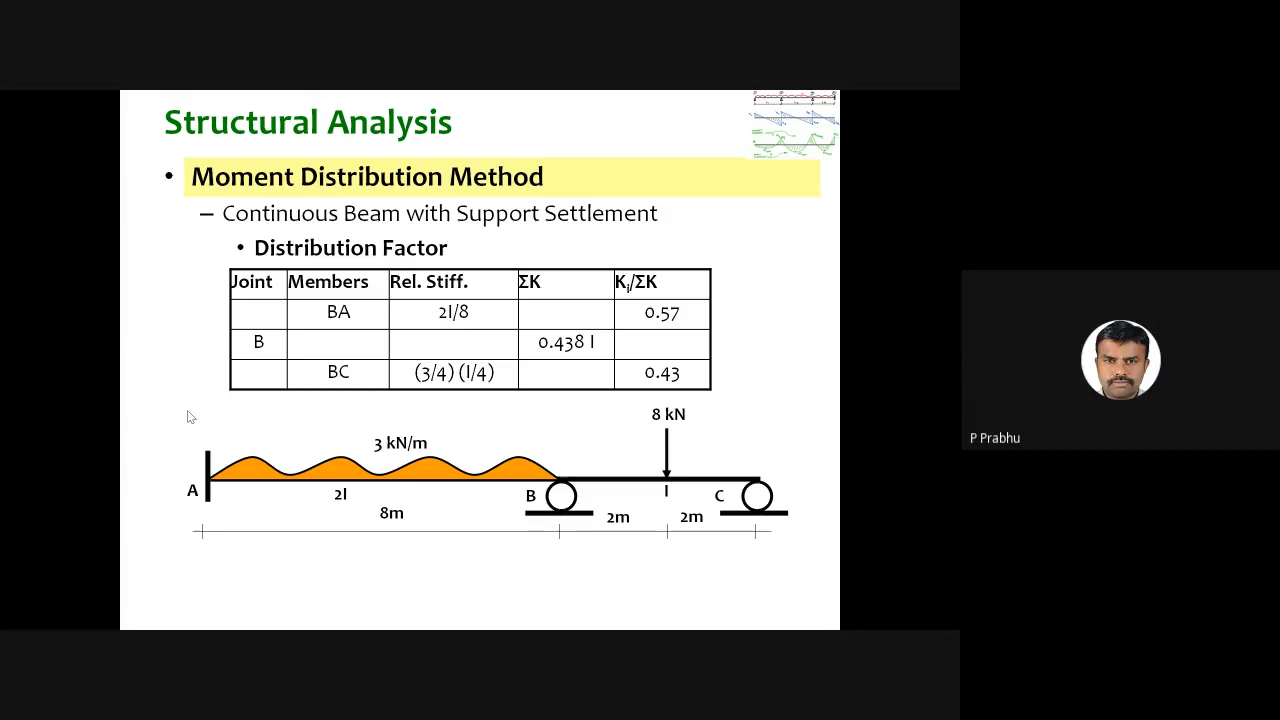 Structural Analysis
• Moment Distribution Method
– Continuous Beam with Support Settlement
• Distribution Factor
Joint Members Rel. Stiff. ΣK Ki/ΣK
BA 2I/8 0.57
B 0.438 I
BC (3/4) (I/4) 0.43
8 kN
3 kN/m
A 2I B I C
8m 2m 2m
P Prabhu